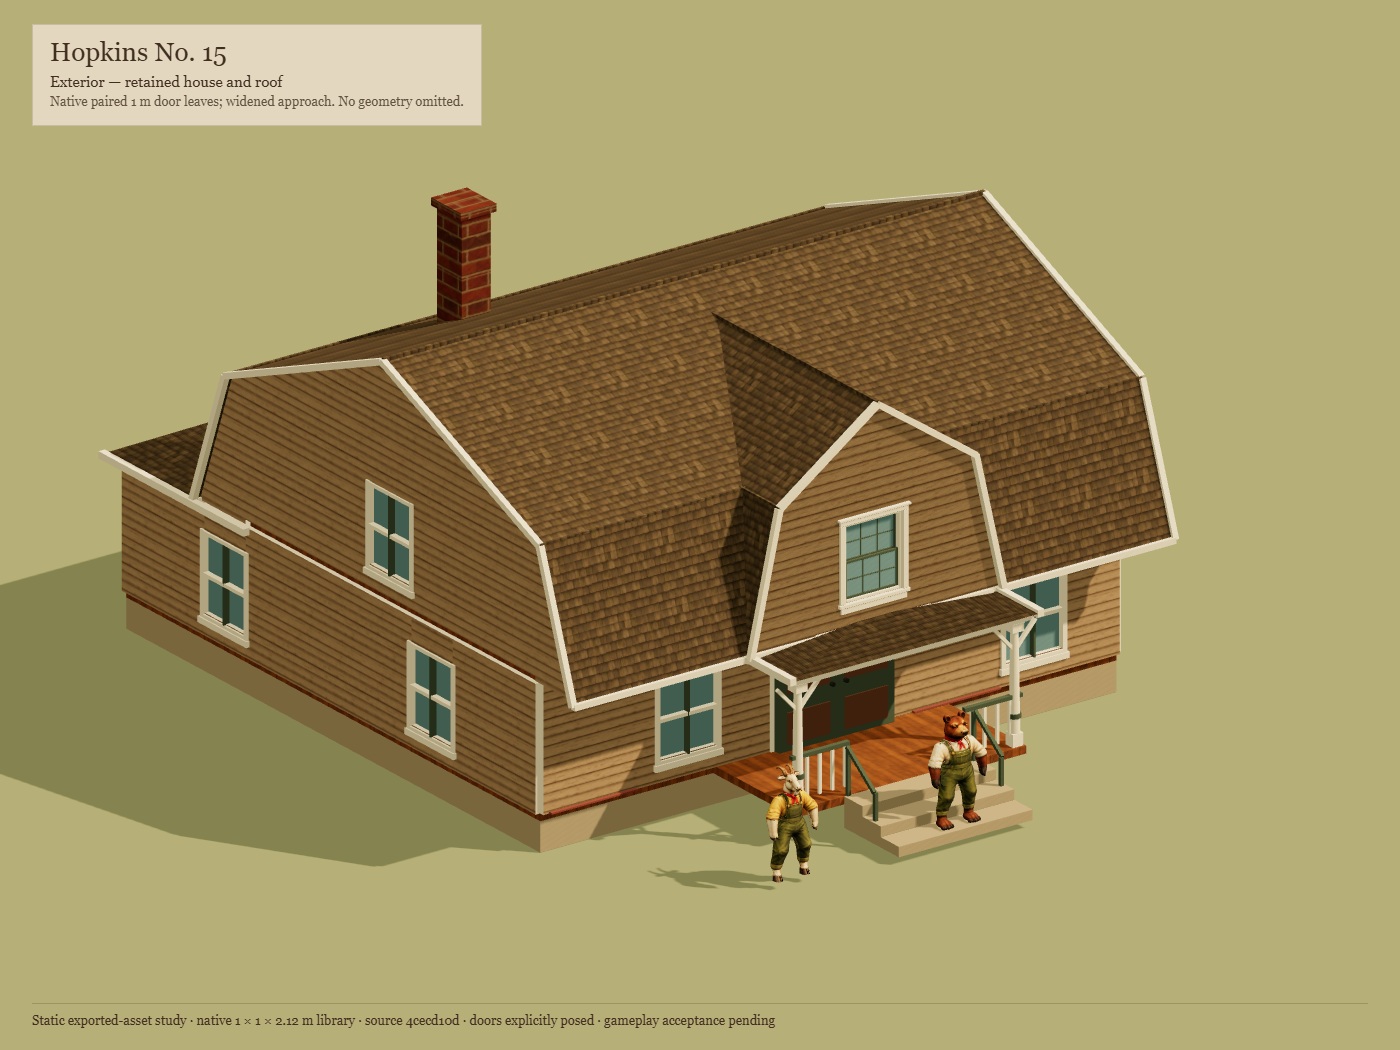 Hopkins No. 15
Exterior — retained house and roof
Native paired 1 m door leaves; widened approach. No geometry omitted.
Static exported-asset study · native 1 × 1 × 2.12 m library · source 4cecd10d · doors explicitly posed · gameplay acceptance pending